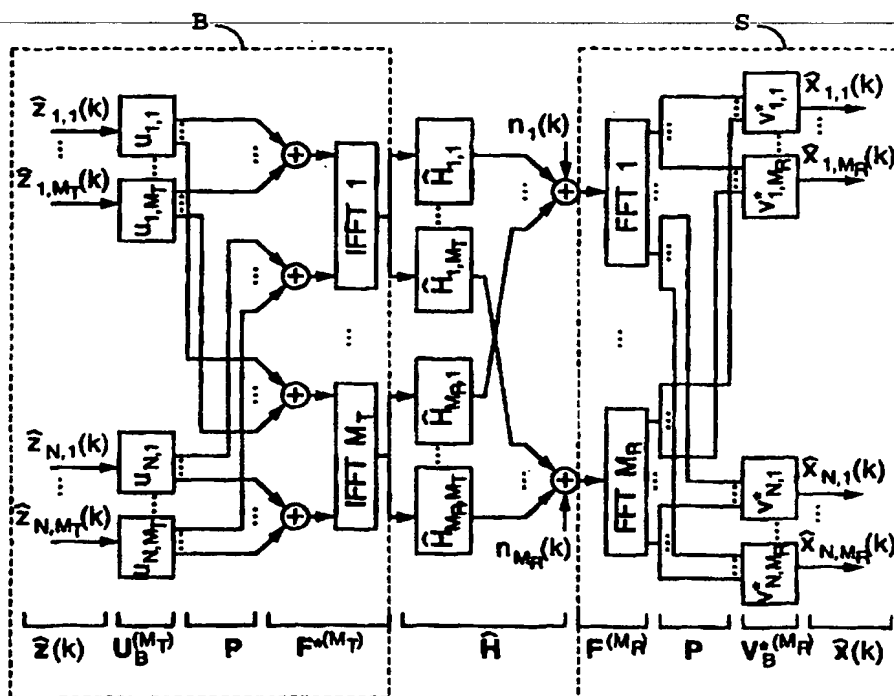 B
S
ẑ1,1(k)
u1,1
ẑ1,MT(k)
u1,MT
IFFT 1
Ĥ1,1
Ĥ1,MT
n1(k)
FFT 1
v*1,1
x̂1,1(k)
v*1,MR
x̂1,MR(k)
ẑN,1(k)
uN,1
ẑN,MT(k)
uN,MT
IFFT MT
ĤMR,1
ĤMR,MT
nMR(k)
FFT MR
v*N,1
x̂N,1(k)
v*N,MR
x̂N,MR(k)
ẑ(k) UB(MT) P F*(MT) Ĥ F(MR) P VB*(MR) x̂(k)